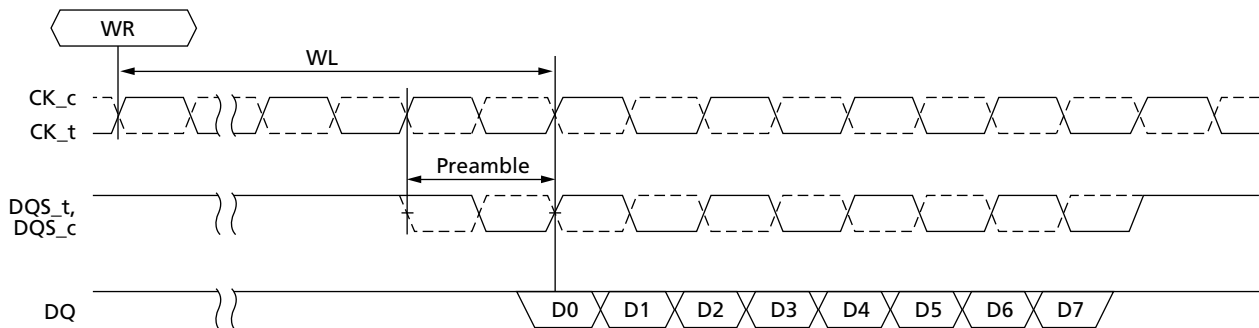 WR
WL
CK_c
CK_t
Preamble
DQS_t,
DQS_c
DQ
D0 D1 D2 D3 D4 D5 D6 D7